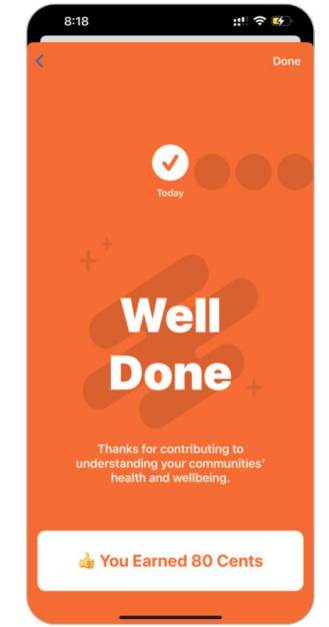 8:18
Done
Today
Well
Done
Thanks for contributing to
understanding your communities'
health and wellbeing.
👍 You Earned 80 Cents